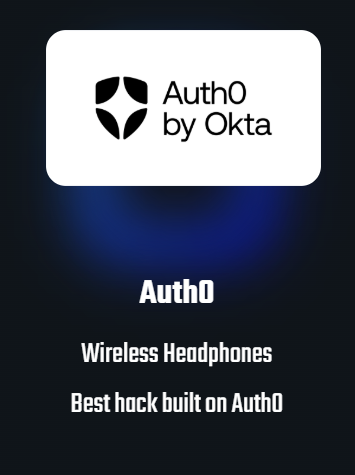 Auth0
by Okta
Auth0
Wireless Headphones
Best hack built on Auth0